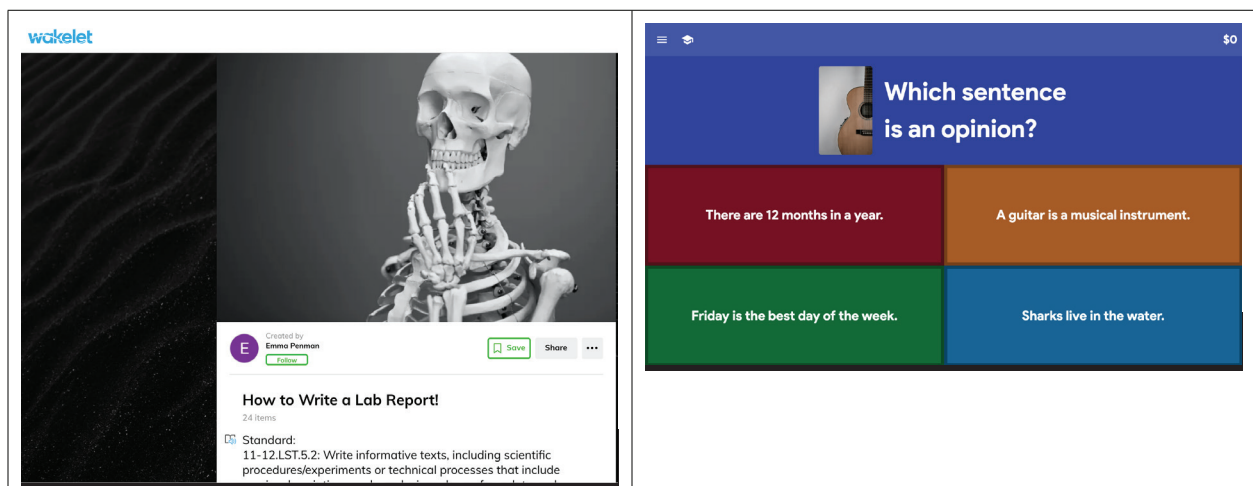 wakelet
Created by
E
Emma Penman
Follow
Save
Share
How to Write a Lab Report!
24 items
Standard:
11-12.LST.5.2: Write informative texts, including scientific
procedures/experiments or technical processes that include
$0
Which sentence
is an opinion?
There are 12 months in a year.
A guitar is a musical instrument.
Friday is the best day of the week.
Sharks live in the water.